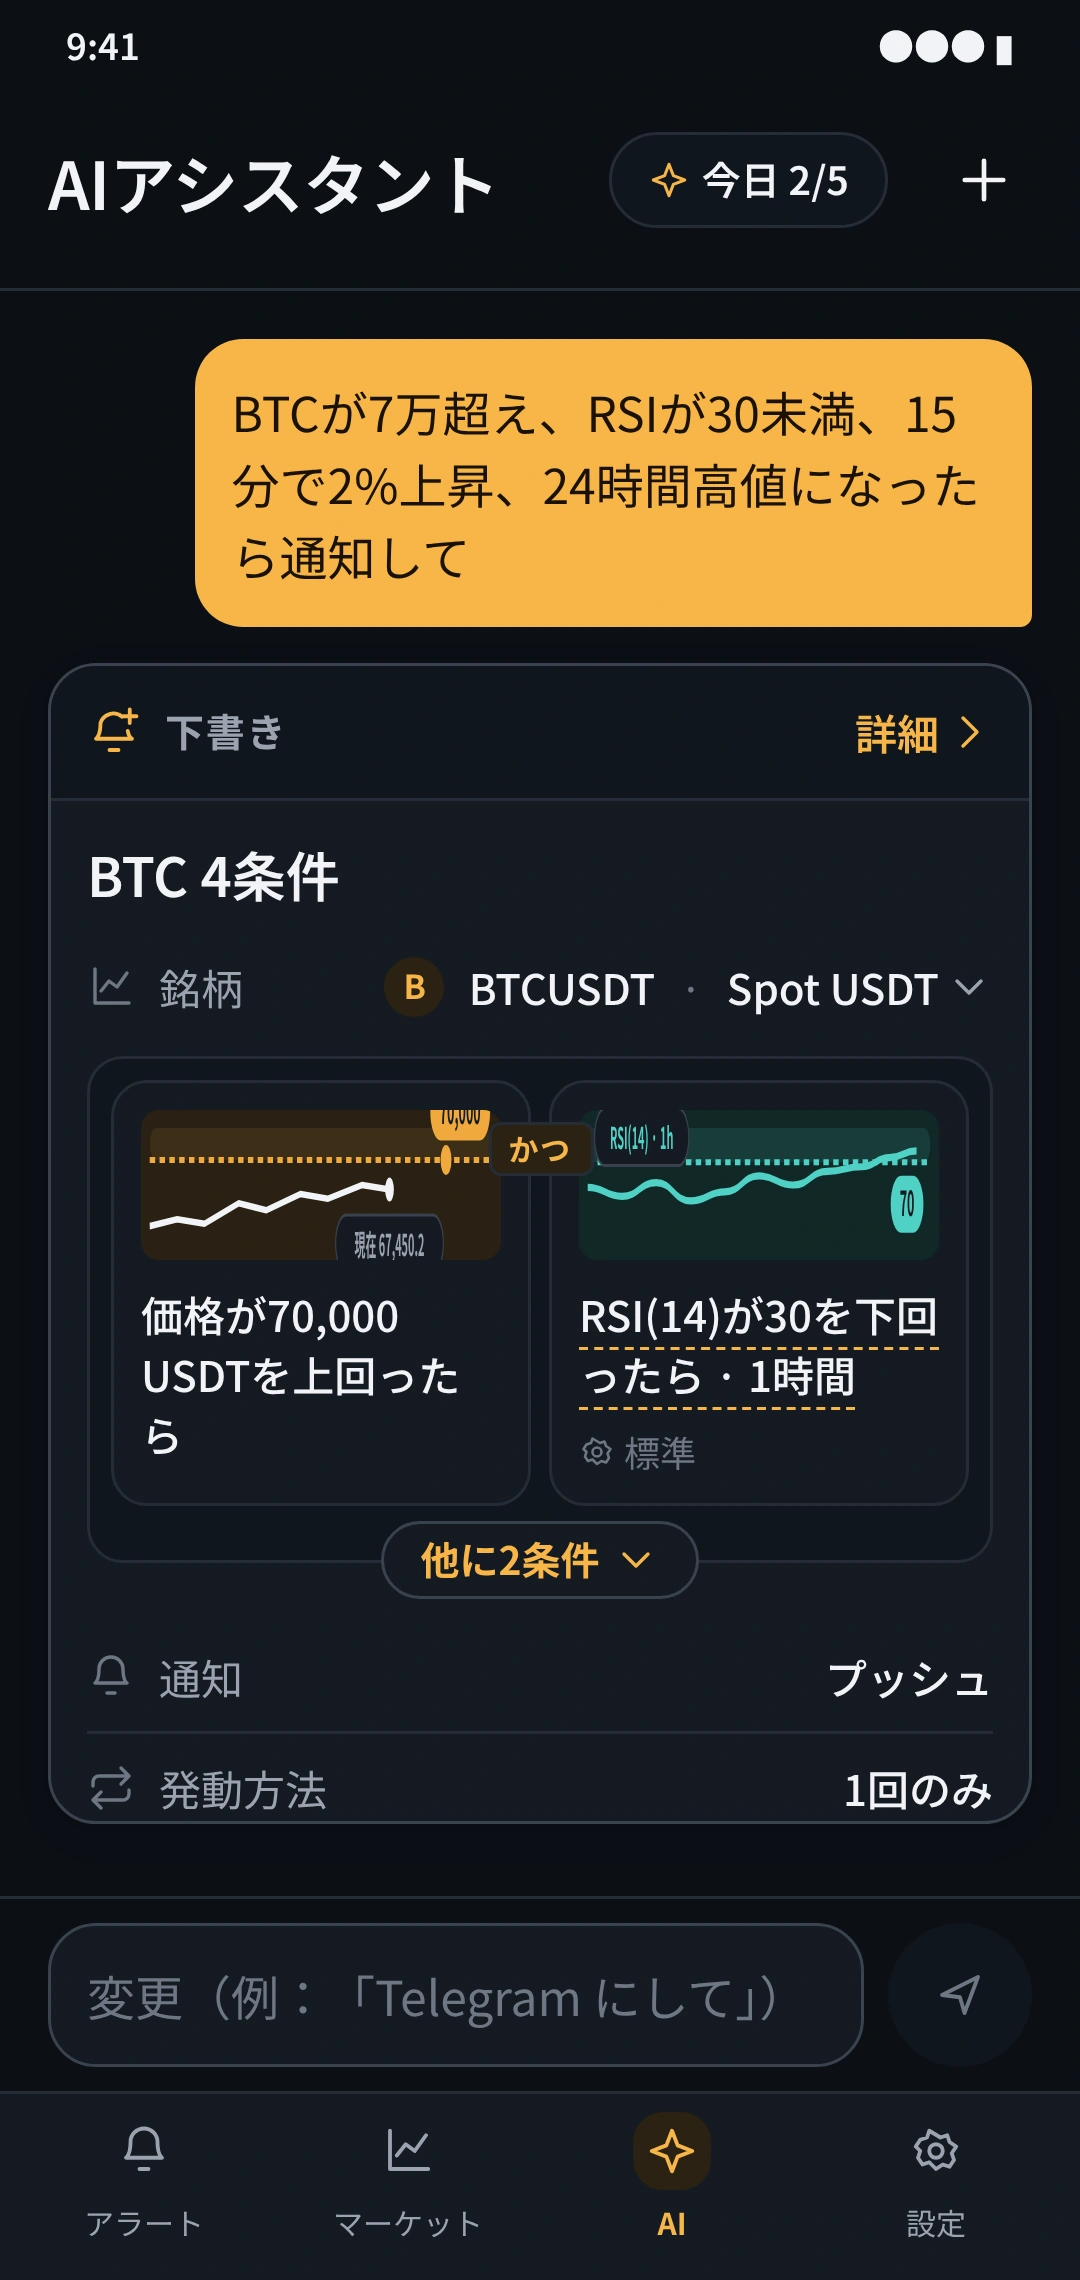 9:41
AIアシスタント
今日 2/5
BTCが7万超え、RSIが30未満、15
分で2%上昇、24時間高値になった
ら通知して
下書き
詳細
BTC 4条件
銘柄
B BTCUSDT · Spot USDT
70,000
現在 67,450.2
かつ
RSI(14) · 1h
70
価格が70,000
USDTを上回った
ら
RSI(14)が30を下回
ったら · 1時間
標準
他に2条件
通知
プッシュ
発動方法
1回のみ
変更（例：「Telegram にして」）
アラート
マーケット
AI
設定